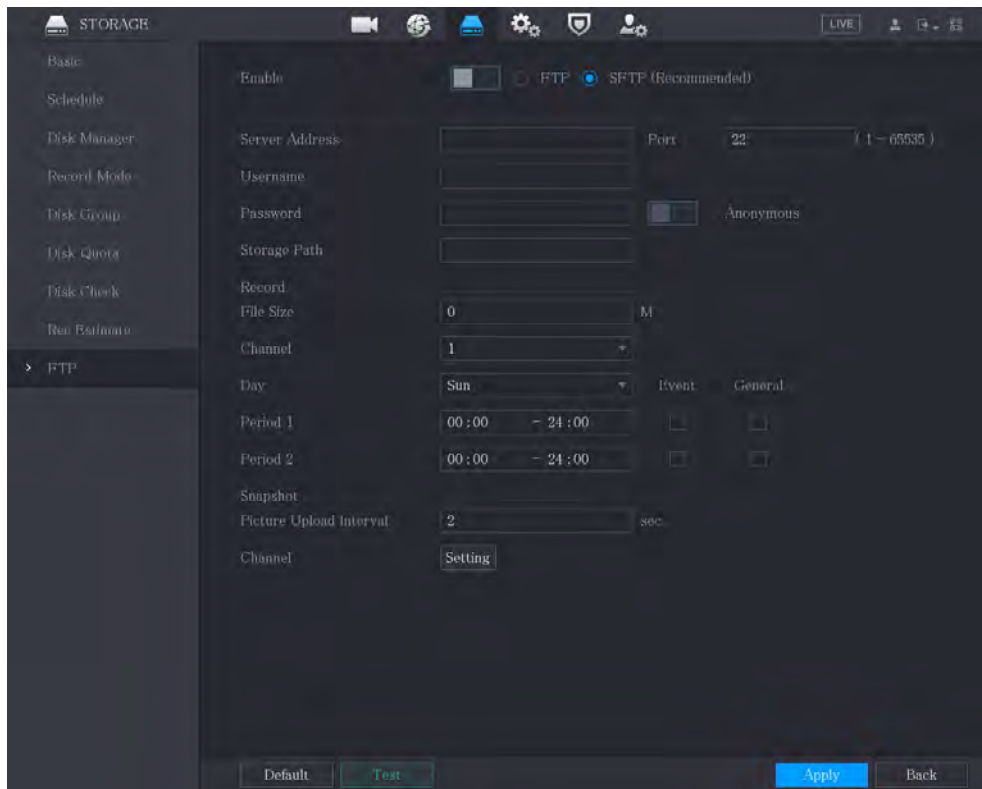 STORAGE LIVE
Basic
Schedule
Disk Manager
Record Mode
Disk Group
Disk Quota
Disk Check
Rec Estimate
FTP
Enable FTP SFTP (Recommended)
Server Address Port 22 ( 1 - 65535 )
Username
Password Anonymous
Storage Path
Record
File Size 0 M
Channel 1
Day Sun Event General
Period 1 00:00 - 24:00
Period 2 00:00 - 24:00
Snapshot
Picture Upload Interval 2 sec.
Channel Setting
Default Test Apply Back